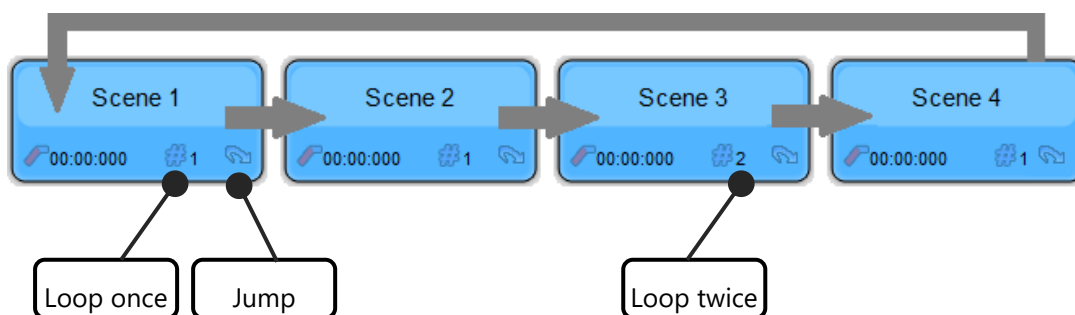 Scene 1 Scene 2 Scene 3 Scene 4
00:00:000 #1 00:00:000 #1 00:00:000 #2 00:00:000 #1
Loop once Jump Loop twice